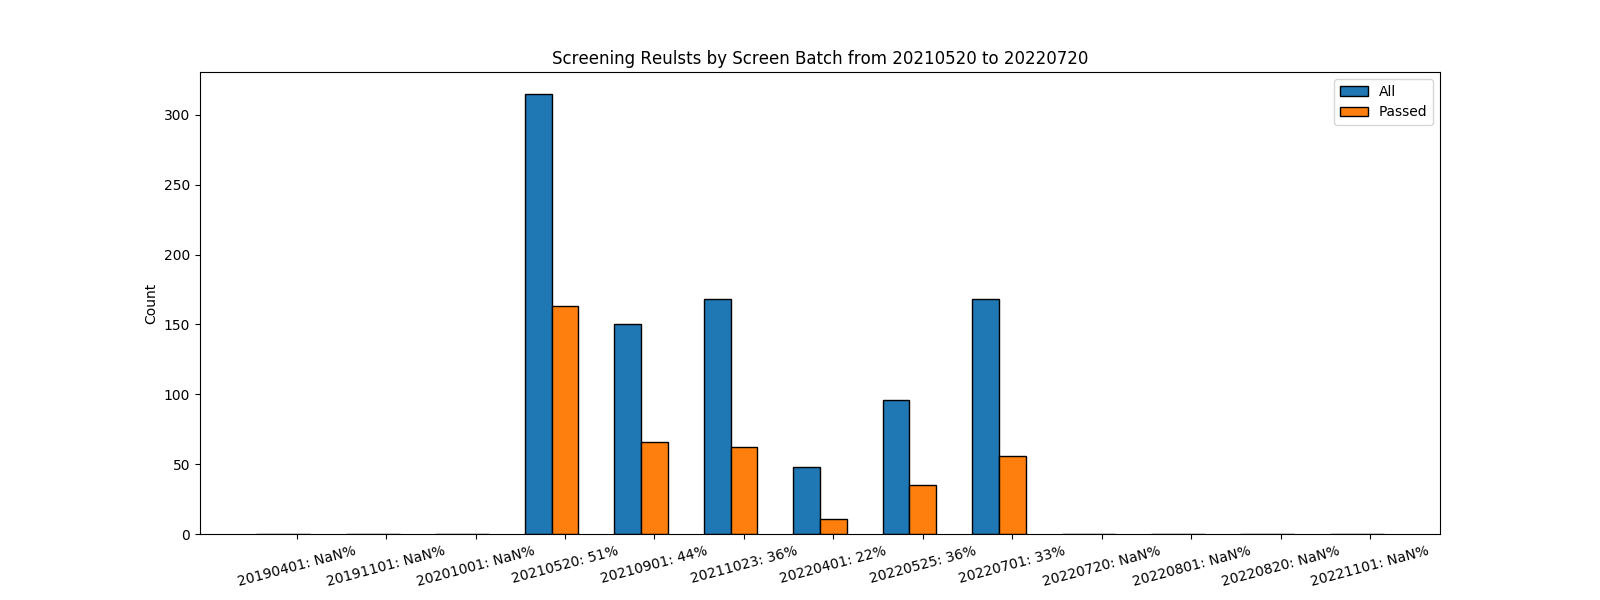 Screening Reulsts by Screen Batch from 20210520 to 20220720
All
Passed
Count
300
250
200
150
100
50
0
20190401: NaN%
20191101: NaN%
20201001: NaN%
20210520: 51%
20210901: 44%
20211023: 36%
20220401: 22%
20220525: 36%
20220701: 33%
20220720: NaN%
20220801: NaN%
20220820: NaN%
20221101: NaN%